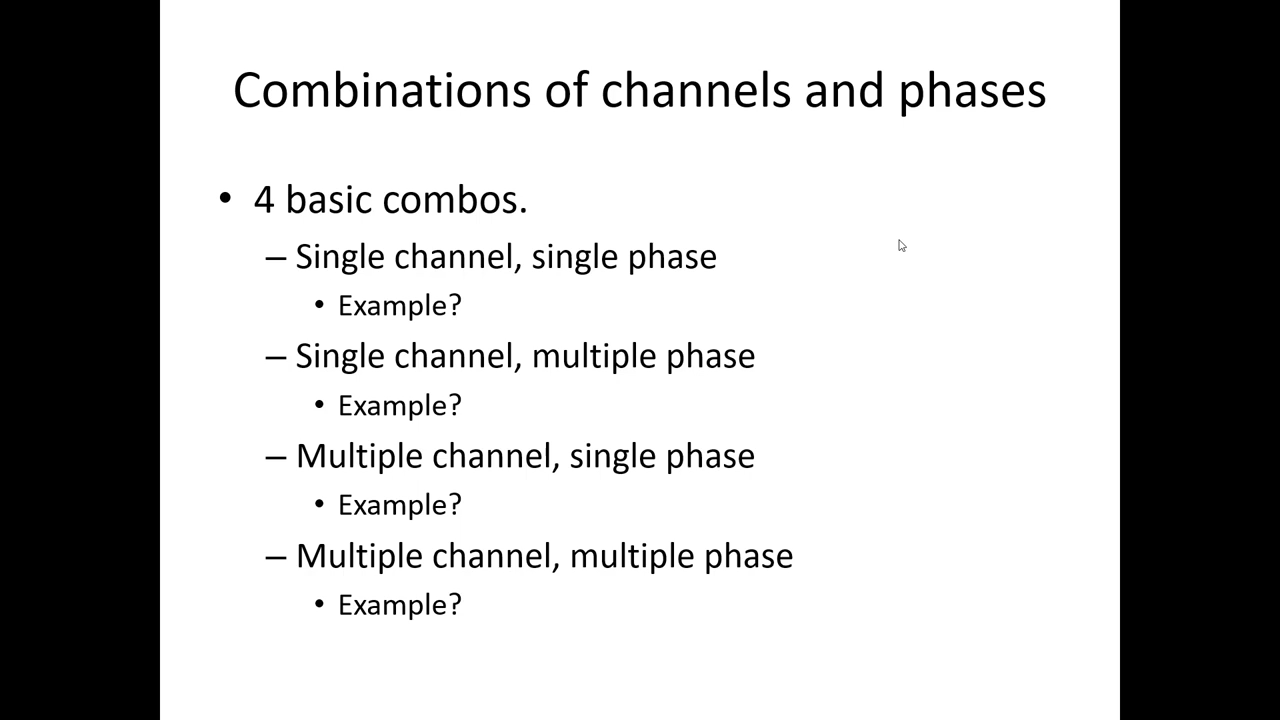 Combinations of channels and phases
• 4 basic combos.
– Single channel, single phase
• Example?
– Single channel, multiple phase
• Example?
– Multiple channel, single phase
• Example?
– Multiple channel, multiple phase
• Example?